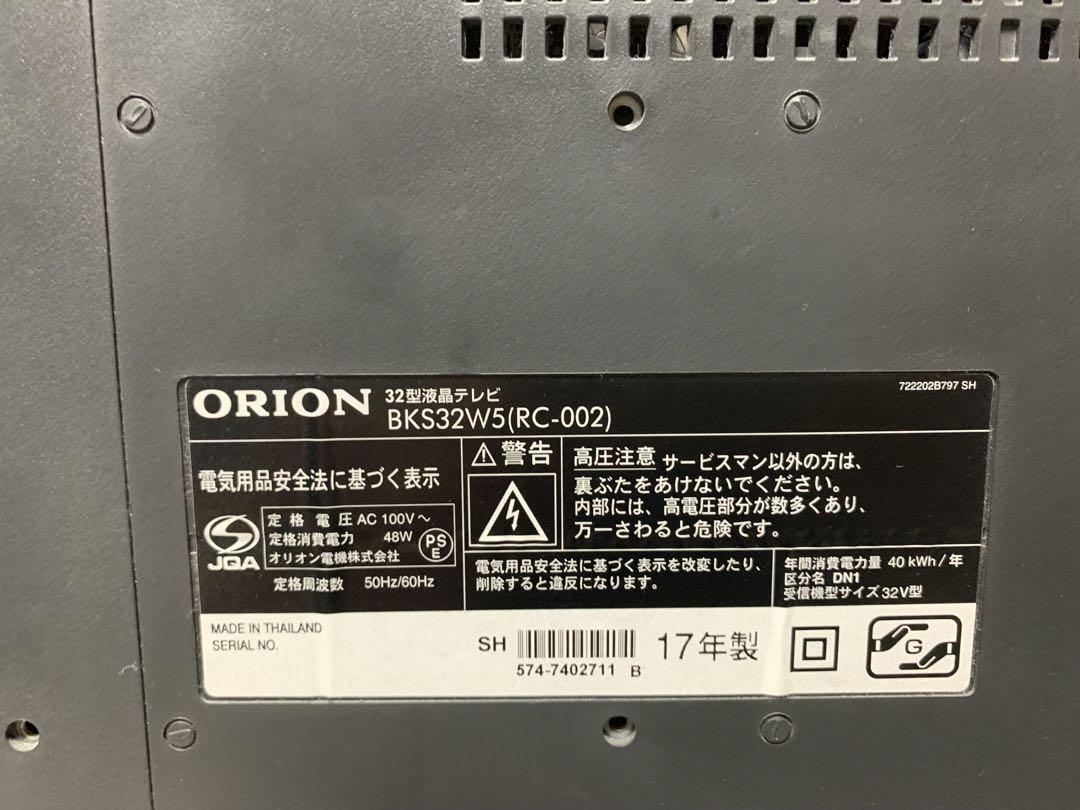 ORION 32型液晶テレビ
BKS32W5(RC-002)
722202B797 SH
電気用品安全法に基づく表示
JQA
定格電圧 AC 100V～
定格消費電力 48W
オリオン電機株式会社
PS
E
定格周波数 50Hz/60Hz
警告
高圧注意 サービスマン以外の方は、
裏ぶたをあけないでください。
内部には、高電圧部分が数多くあり、
万一さわると危険です。
電気用品安全法に基づく表示を改変したり、
削除すると違反になります。
年間消費電力量 40 kWh/年
区分名 DN1
受信機型サイズ 32V型
MADE IN THAILAND
SERIAL NO.
SH
574-7402711 B
17年製
G